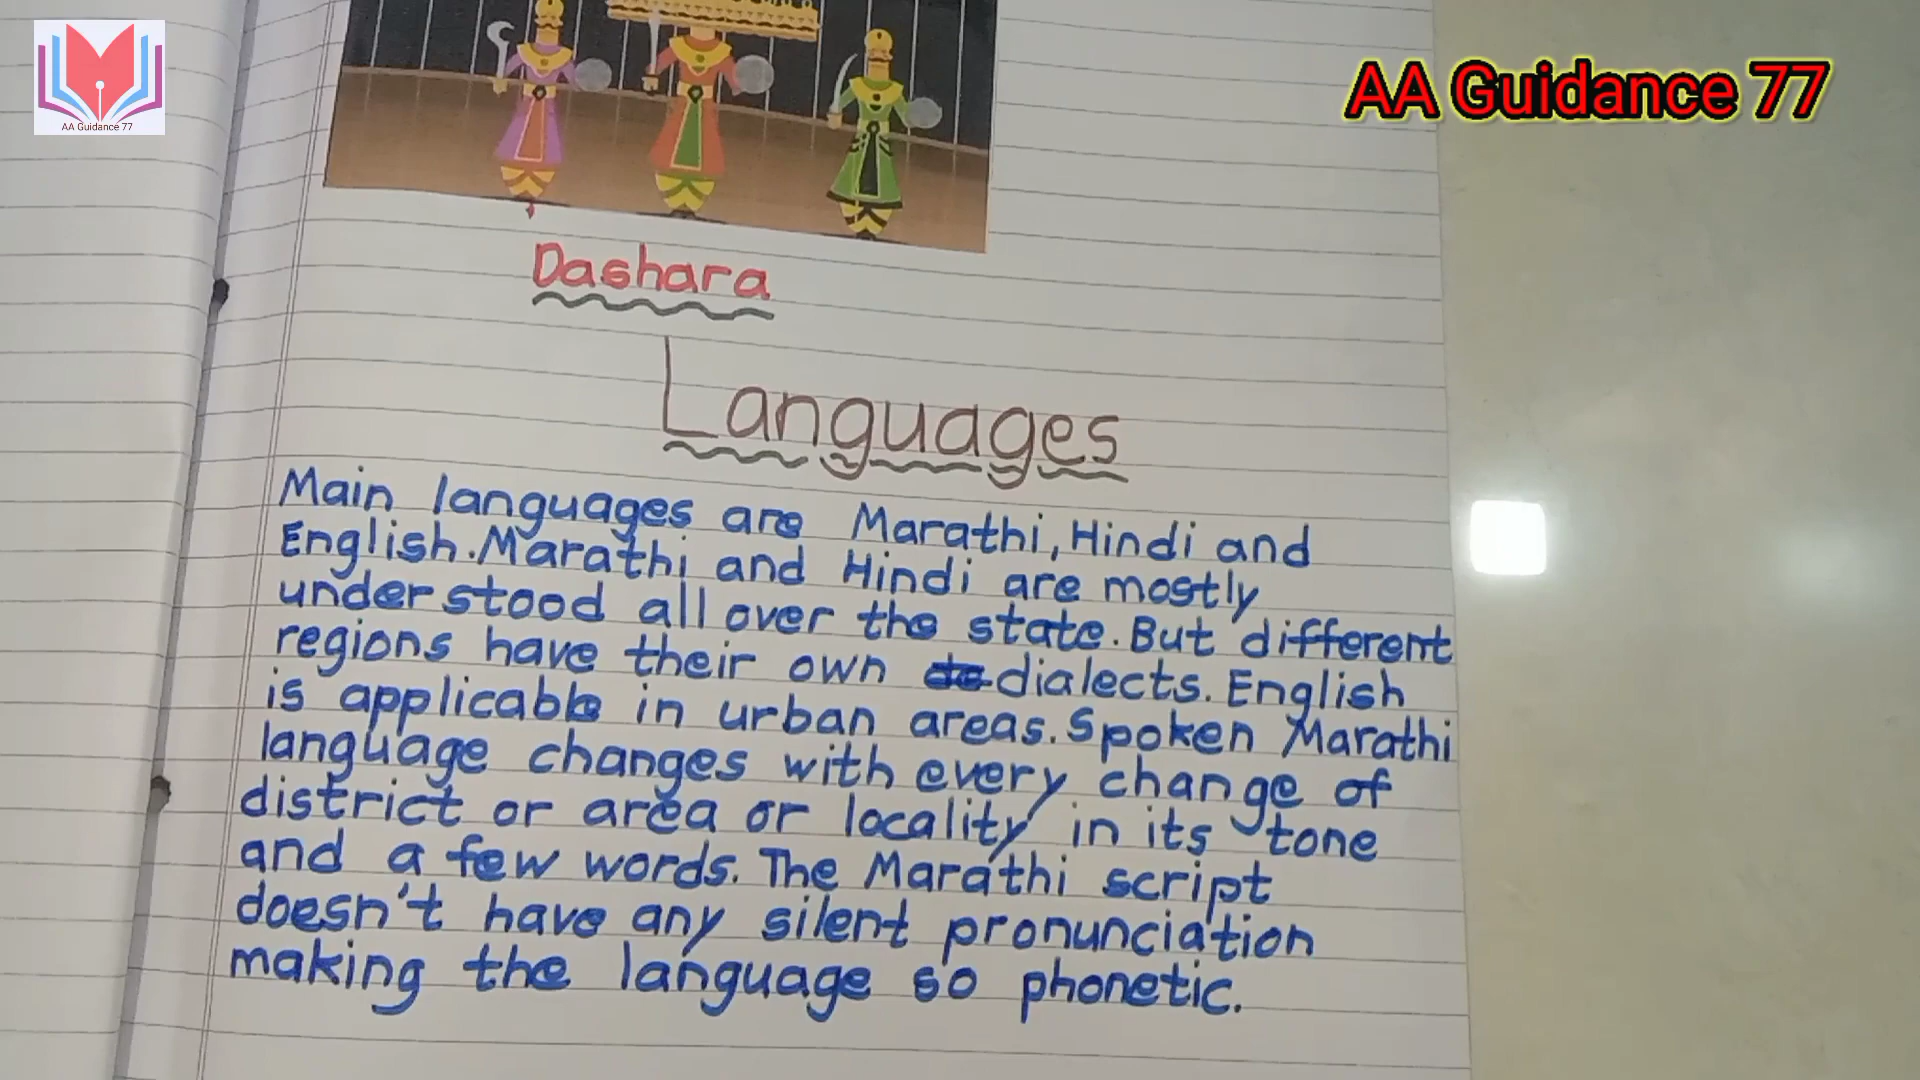 AA Guidance 77
AA Guidance 77
Dashara
Languages
Main languages are Marathi, Hindi and
English. Marathi and Hindi are mostly
understood all over the state. But different
regions have their own dialects. English
is applicable in urban areas. Spoken Marathi
language changes with every change of
district or area or locality in its tone
and a few words. The Marathi script
doesn't have any silent pronunciation
making the language so phonetic.